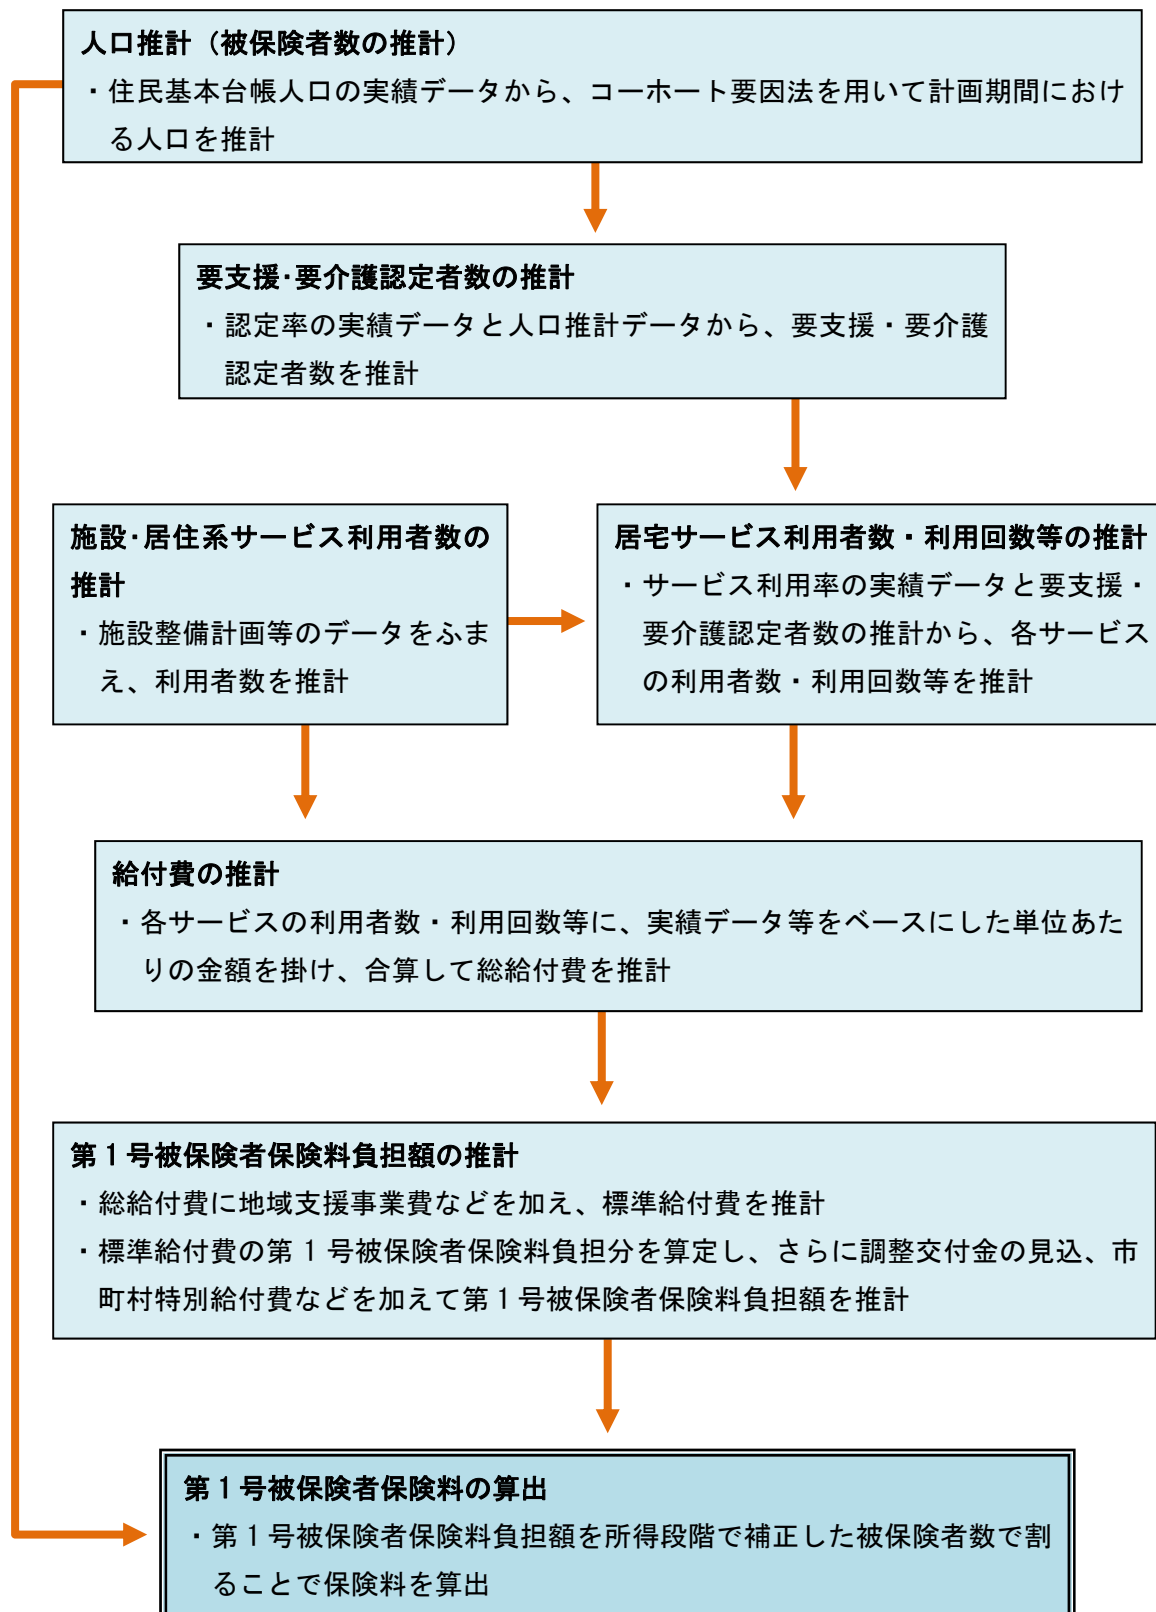 人口推計（被保険者数の推計）
・住民基本台帳人口の実績データから、コーホート要因法を用いて計画期間におけ
る人口を推計
要支援･要介護認定者数の推計
・認定率の実績データと人口推計データから、要支援・要介護
認定者数を推計
施設･居住系サービス利用者数の
推計
・施設整備計画等のデータをふま
え、利用者数を推計
居宅サービス利用者数・利用回数等の推計
・サービス利用率の実績データと要支援・
要介護認定者数の推計から、各サービス
の利用者数・利用回数等を推計
給付費の推計
・各サービスの利用者数・利用回数等に、実績データ等をベースにした単位あた
りの金額を掛け、合算して総給付費を推計
第１号被保険者保険料負担額の推計
・総給付費に地域支援事業費などを加え、標準給付費を推計
・標準給付費の第１号被保険者保険料負担分を算定し、さらに調整交付金の見込、市
町村特別給付費などを加えて第１号被保険者保険料負担額を推計
第１号被保険者保険料の算出
・第１号被保険者保険料負担額を所得段階で補正した被保険者数で割
ることで保険料を算出